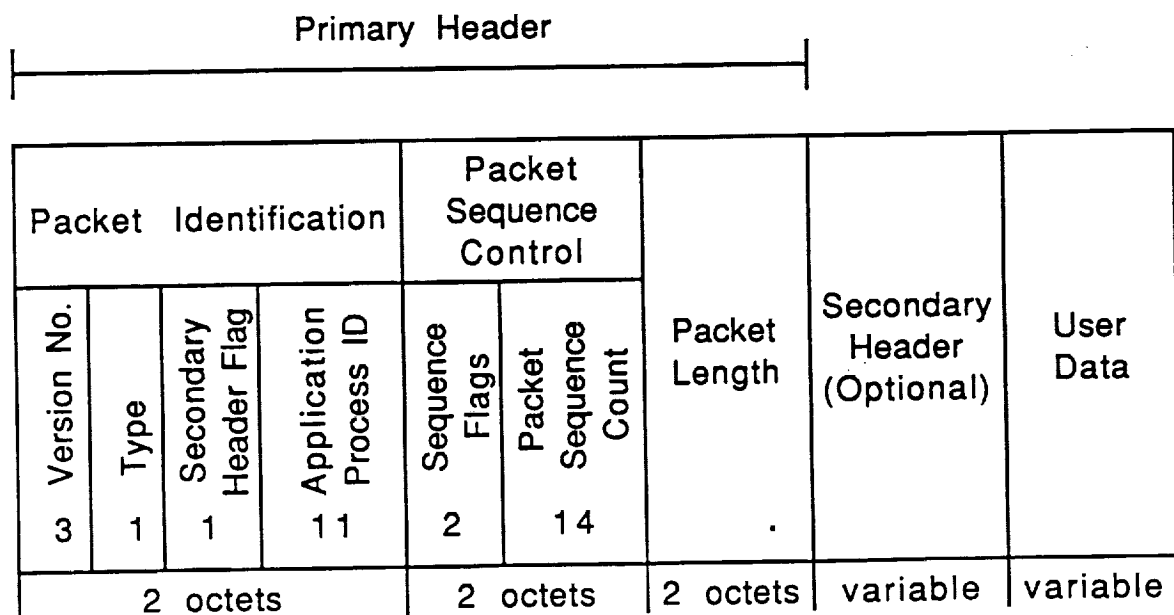 Primary Header
Packet Identification
Packet
Sequence
Control
Version No.
Type
Secondary
Header Flag
Application
Process ID
Sequence
Flags
Packet
Sequence
Count
Packet
Length
Secondary
Header
(Optional)
User
Data
3 1 1 11 2 14
2 octets 2 octets 2 octets variable variable